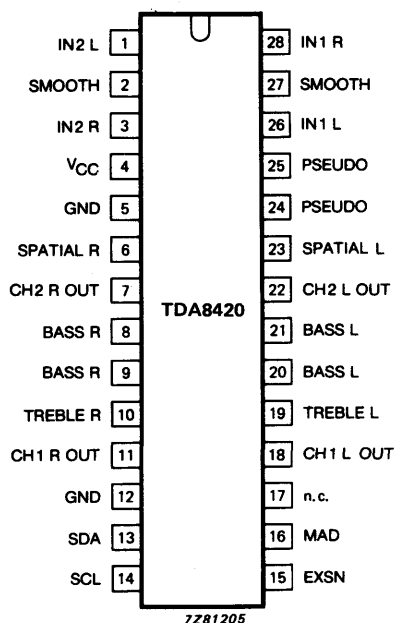 IN2 L 1 28 IN1 R
SMOOTH 2 27 SMOOTH
IN2 R 3 26 IN1 L
VCC 4 25 PSEUDO
GND 5 24 PSEUDO
SPATIAL R 6 23 SPATIAL L
CH2 R OUT 7 22 CH2 L OUT
TDA8420
BASS R 8 21 BASS L
BASS R 9 20 BASS L
TREBLE R 10 19 TREBLE L
CH1 R OUT 11 18 CH1 L OUT
GND 12 17 n.c.
SDA 13 16 MAD
SCL 14 15 EXSN
7Z81205